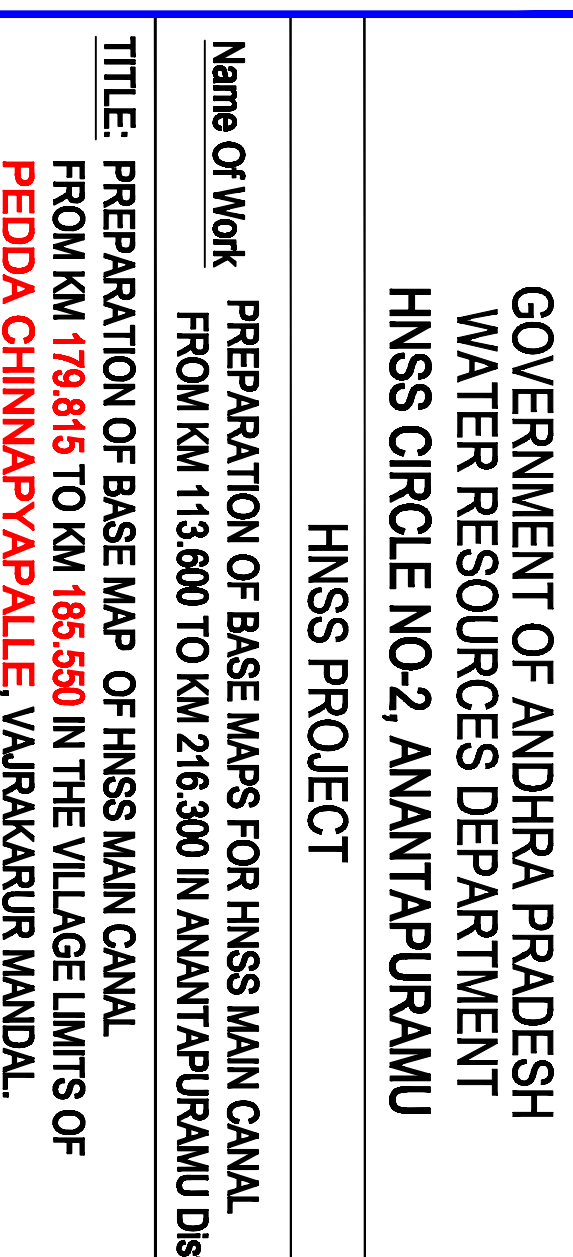 GOVERNMENT OF ANDHRA PRADESH
WATER RESOURCES DEPARTMENT
HNSS CIRCLE NO-2, ANANTAPURAMU
HNSS PROJECT
Name Of Work PREPARATION OF BASE MAPS FOR HNSS MAIN CANAL
FROM KM 113.600 TO KM 216.300 IN ANANTAPURAMU Dis
TITLE: PREPARATION OF BASE MAP OF HNSS MAIN CANAL
FROM KM 179.815 TO KM 185.550 IN THE VILLAGE LIMITS OF
PEDDA CHINNAPYAPALLE, VAJRAKARUR MANDAL.